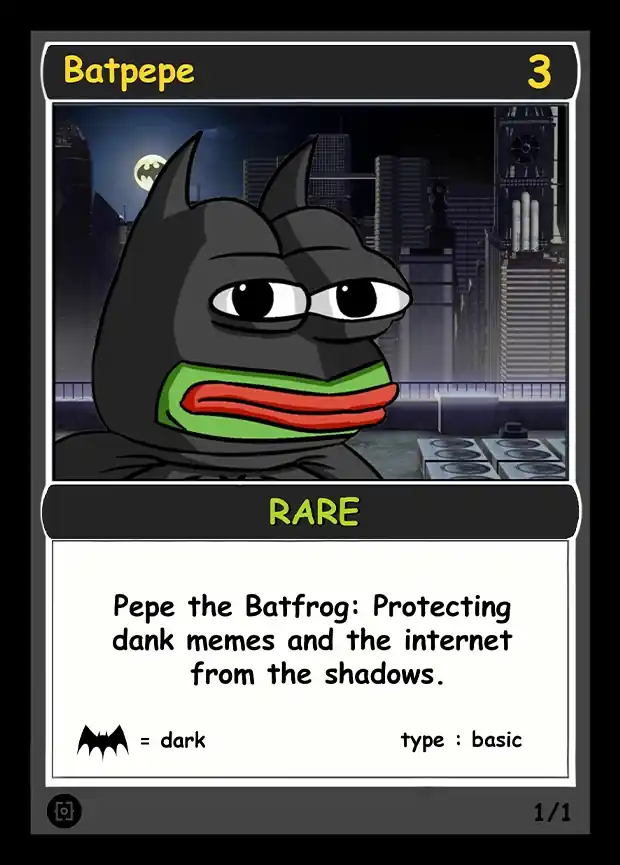 Batpepe 3
RARE
Pepe the Batfrog: Protecting
dank memes and the internet
from the shadows.
= dark type : basic
1/1